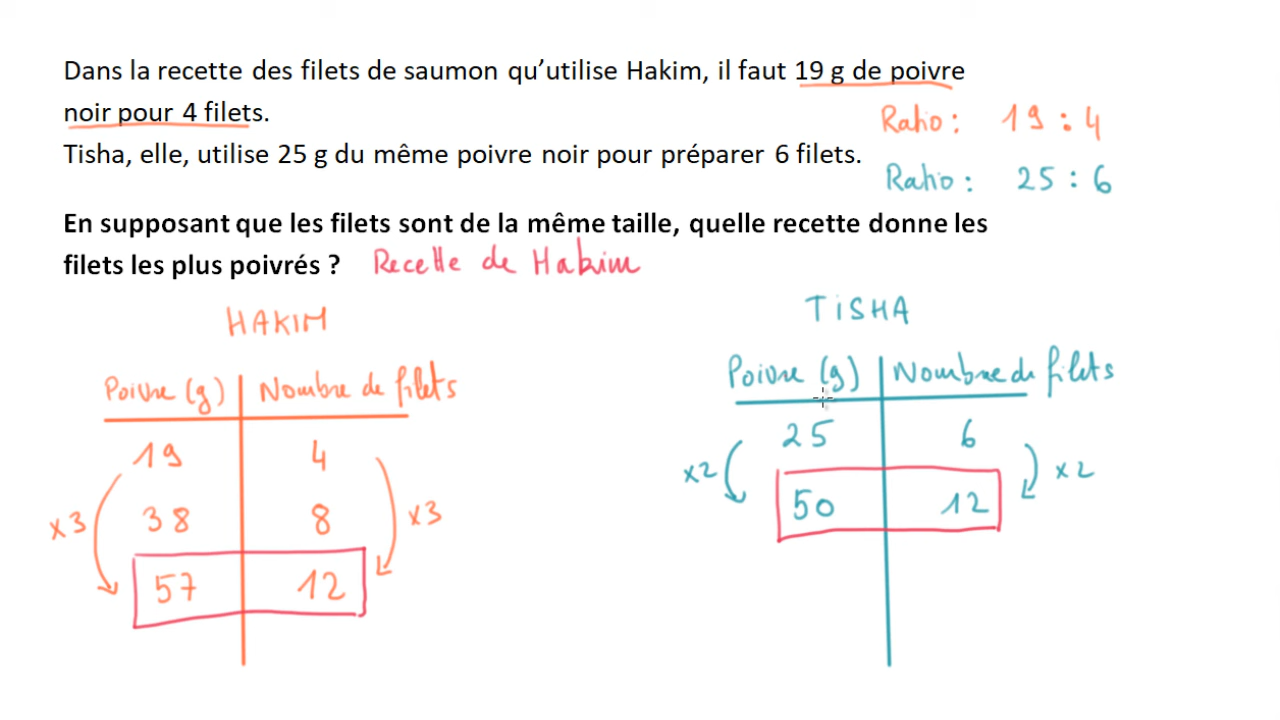 Dans la recette des filets de saumon qu'utilise Hakim, il faut 19 g de poivre
noir pour 4 filets.
Ratio : 19 : 4
Tisha, elle, utilise 25 g du même poivre noir pour préparer 6 filets.
Ratio : 25 : 6
En supposant que les filets sont de la même taille, quelle recette donne les
filets les plus poivrés ? Recette de Hakim
HAKIM
Poivre (g) Nombre de filets
19 4
38 8
x3 x3
57 12
TISHA
Poivre (g) Nombre de filets
25 6
x2 x2
50 12